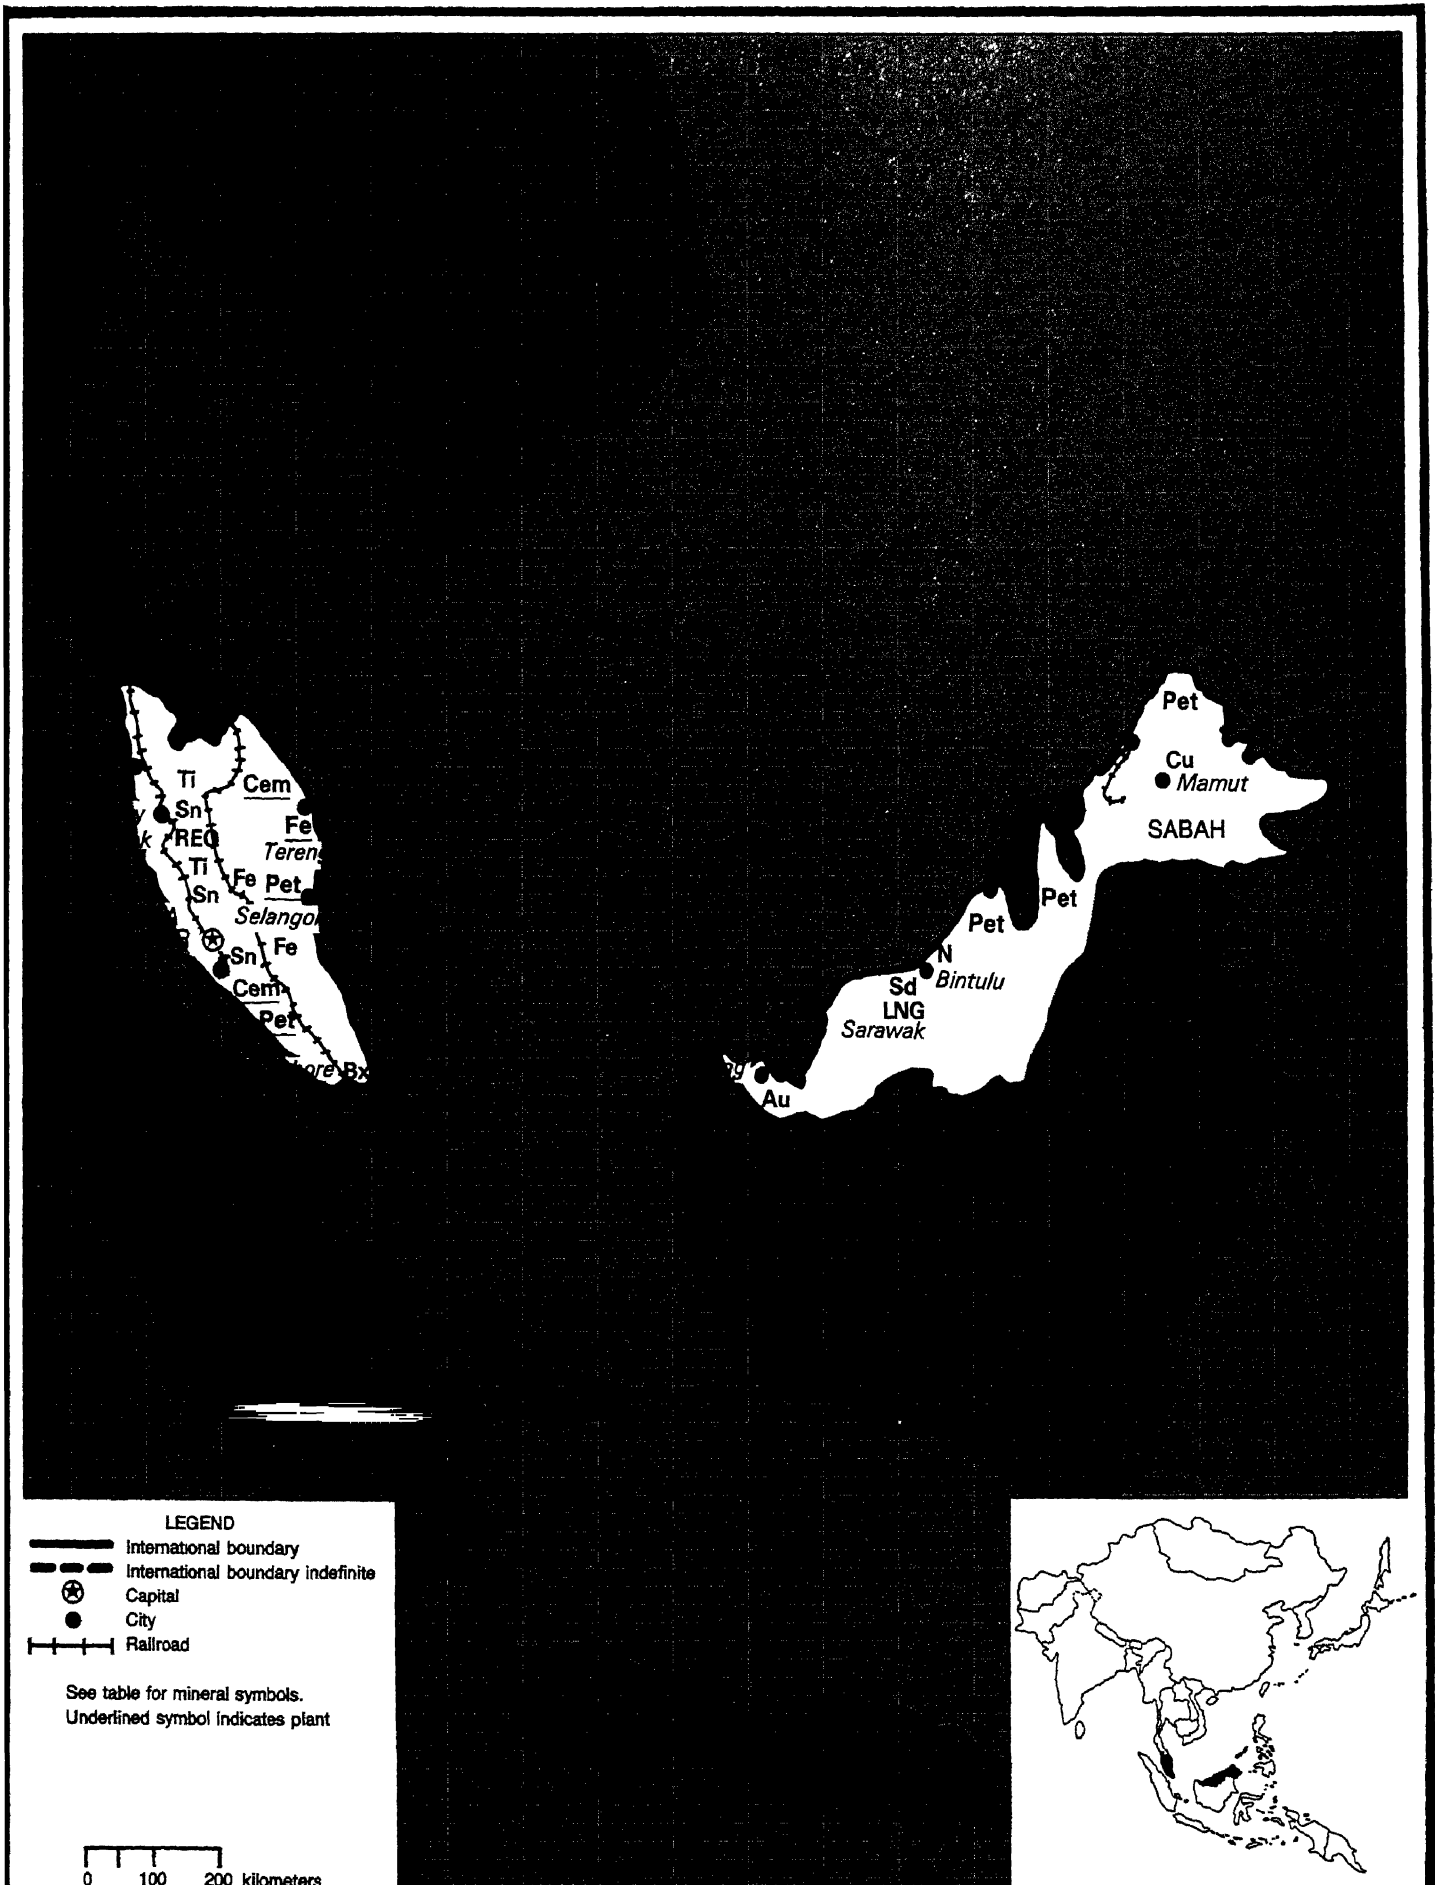 Pet
Cu
Mamut
SABAH
Ti
Cem
Sn
Fe
REO
Ti
Fe
Pet
Sn
Pet
Pet
Fe
Sn
N
Bintulu
Sd
Cem
LNG
Pet
Sarawak
Bx
Au
LEGEND
International boundary
International boundary indefinite
Capital
City
Railroad
See table for mineral symbols.
Underlined symbol indicates plant
0 100 200 kilometers